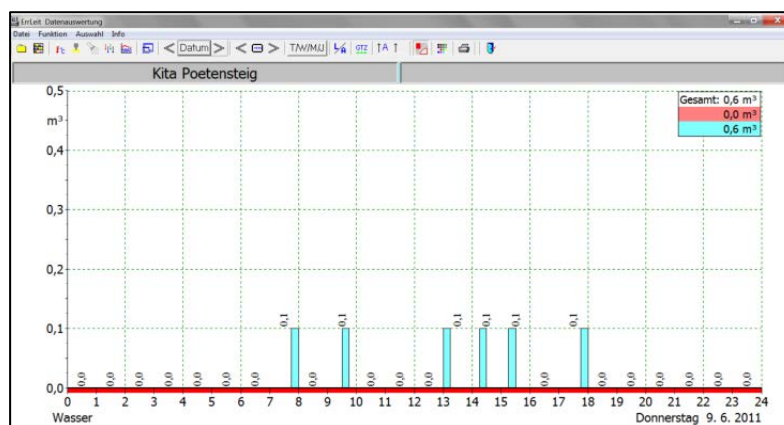 ErrLeit Datenauswertung
Datei Funktion Auswahl Info
< Datum > < > T/W/M/J L/A GTZ ↑A ↑
Kita Poetensteig
0,5
m³
0,4
0,3
0,2
0,1
0,0
Gesamt: 0,6 m³
0,0 m³
0,6 m³
0,0 0,0 0,0 0,0 0,0 0,0 0,0 0,1 0,0 0,1 0,0 0,0 0,0 0,1 0,1 0,1 0,0 0,1 0,0 0,0 0,0 0,0 0,0 0,0
0 1 2 3 4 5 6 7 8 9 10 11 12 13 14 15 16 17 18 19 20 21 22 23 24
Wasser Donnerstag 9. 6. 2011